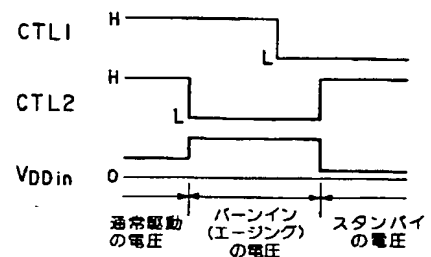 CTL1 H
L
CTL2 H
L
VDDin 0
通常駆動の電圧
バーンイン(エージング)の電圧
スタンバイの電圧